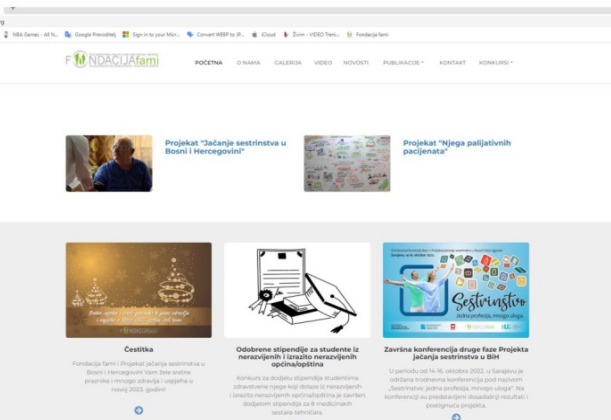 NBA Games - All N... Google Prevoditelj Sign in to your Micr... Convert WEBP to JP... iCloud Živim - VIDEO Tren... Fondacija fami
FONDACIJAfami
POČETNA O NAMA GALERIJA VIDEO NOVOSTI PUBLIKACIJE KONTAKT KONKURSI
Projekat "Jačanje sestrinstva u
Bosni i Hercegovini"
Projekat "Njega palijativnih
pacijenata"
Sestrinstvo
Jedna profesija, mnogo uloga.
Čestitka
Fondacija fami i Projekat jačanja sestrinstva u
Bosni i Hercegovini Vam žele sretne
praznike i mnogo zdravlja i uspjeha u
novoj 2023. godini!
Odobrene stipendije za studente iz
nerazvijenih i izrazito nerazvijenih
općina/opština
Konkurs za dodjelu stipendija studentima
zdravstvene njege koji dolaze iz nerazvijenih
i izrazito nerazvijenih općina/opština je završen
dodjelom stipendija za 8 medicinskih
sestara-tehničara.
Završna konferencija druge faze Projekta
jačanja sestrinstva u BiH
U periodu od 14-16. oktobra 2022. u Sarajevu je
održana trodnevna konferencija pod nazivom
„Sestrinstvo: jedna profesija, mnogo uloga". Na
konferenciji su predstavljeni dosadašnji rezultati i
postignuća projekta.